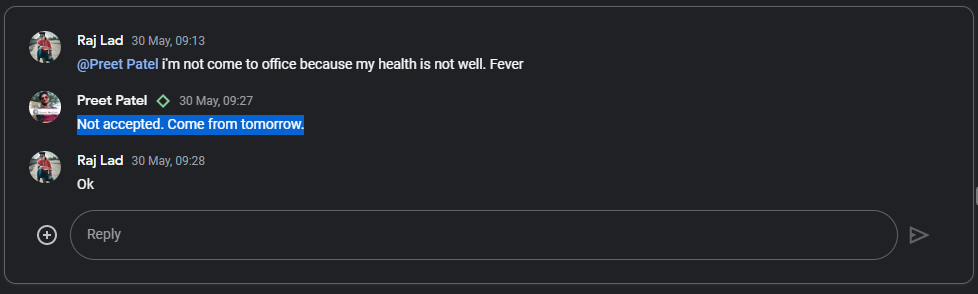 Raj Lad 30 May, 09:13
@Preet Patel i'm not come to office because my health is not well. Fever
Preet Patel 30 May, 09:27
Not accepted. Come from tomorrow.
Raj Lad 30 May, 09:28
Ok
Reply